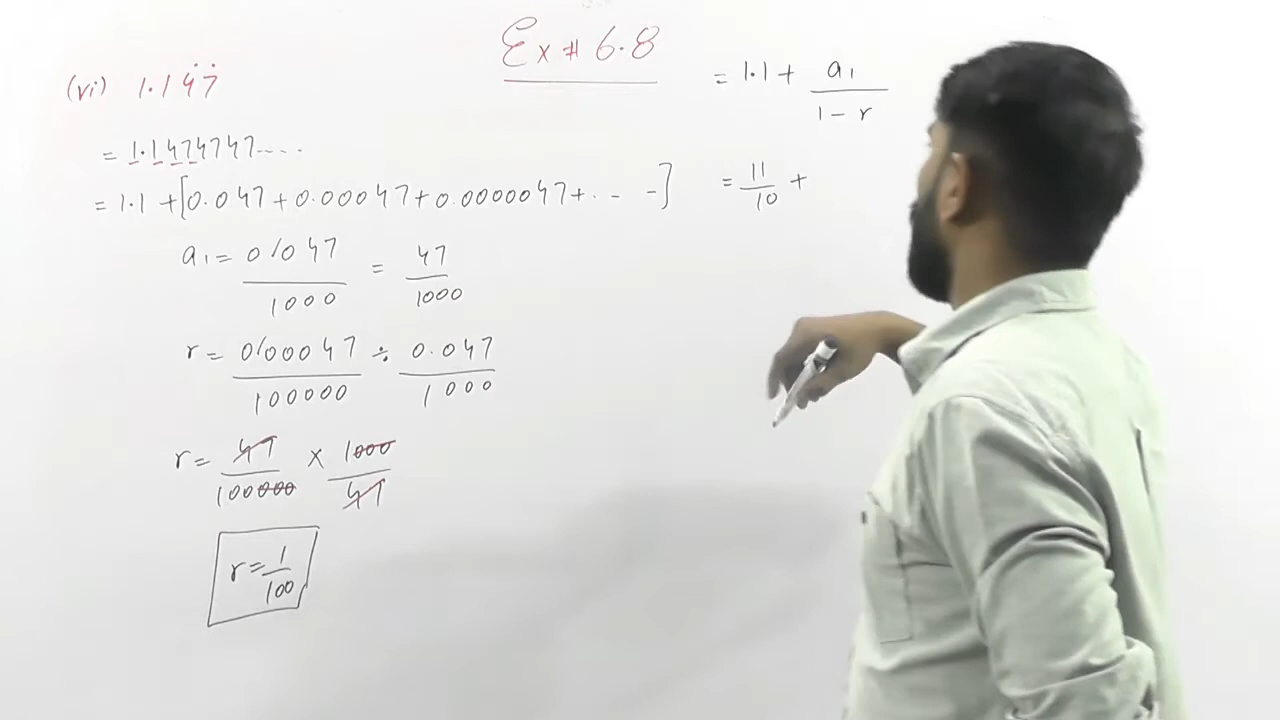 Ex # 6.8
(vi) 1.14̇7̇
= 1.1474747....
= 1.1 + [0.047 + 0.00047 + 0.0000047 + ... -]
a₁ = 0/047/1000 = 47/1000
r = 0/00047/100000 ÷ 0.047/1000
r = 47/100000 × 1000/47
r = 1/100
= 1.1 + a₁/1 - r
= 11/10 +